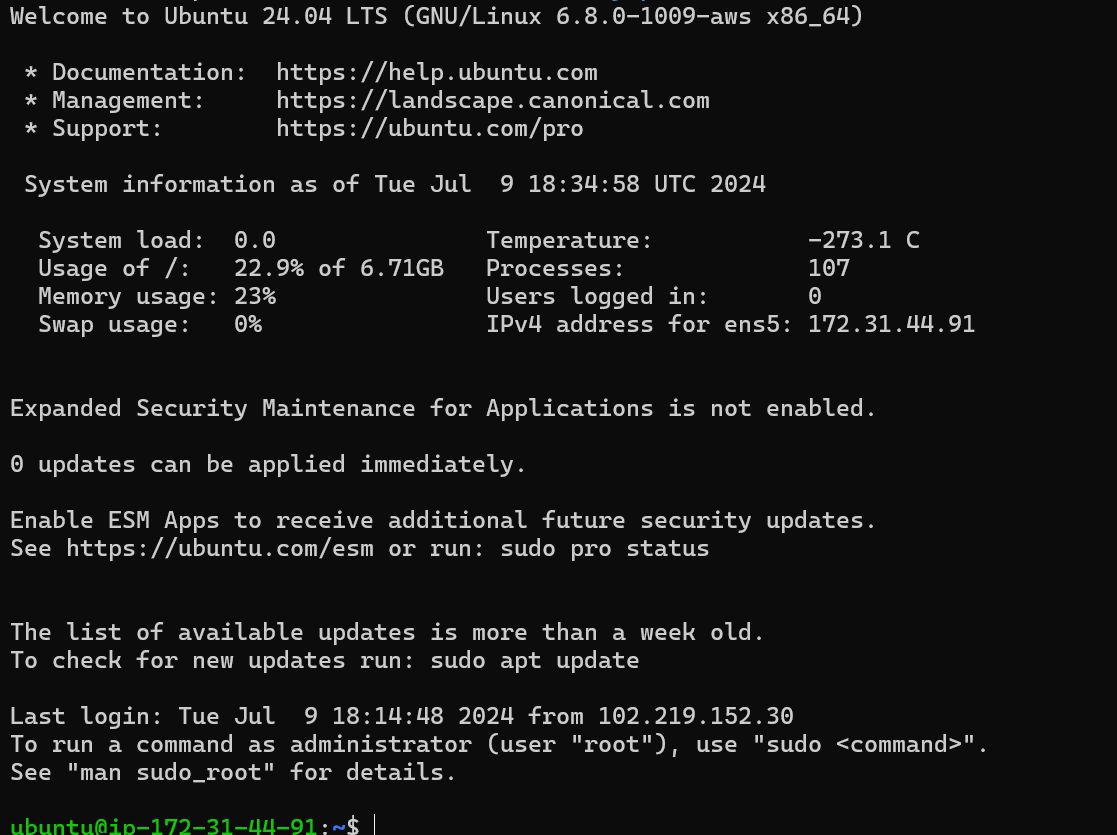 Welcome to Ubuntu 24.04 LTS (GNU/Linux 6.8.0-1009-aws x86_64)
* Documentation:  https://help.ubuntu.com
* Management:     https://landscape.canonical.com
* Support:        https://ubuntu.com/pro
System information as of Tue Jul  9 18:34:58 UTC 2024
System load:  0.0               Temperature:           -273.1 C
Usage of /:   22.9% of 6.71GB   Processes:             107
Memory usage: 23%               Users logged in:       0
Swap usage:   0%                IPv4 address for ens5: 172.31.44.91
Expanded Security Maintenance for Applications is not enabled.
0 updates can be applied immediately.
Enable ESM Apps to receive additional future security updates.
See https://ubuntu.com/esm or run: sudo pro status
The list of available updates is more than a week old.
To check for new updates run: sudo apt update
Last login: Tue Jul  9 18:14:48 2024 from 102.219.152.30
To run a command as administrator (user "root"), use "sudo <command>".
See "man sudo_root" for details.
ubuntu@ip-172-31-44-91:~$